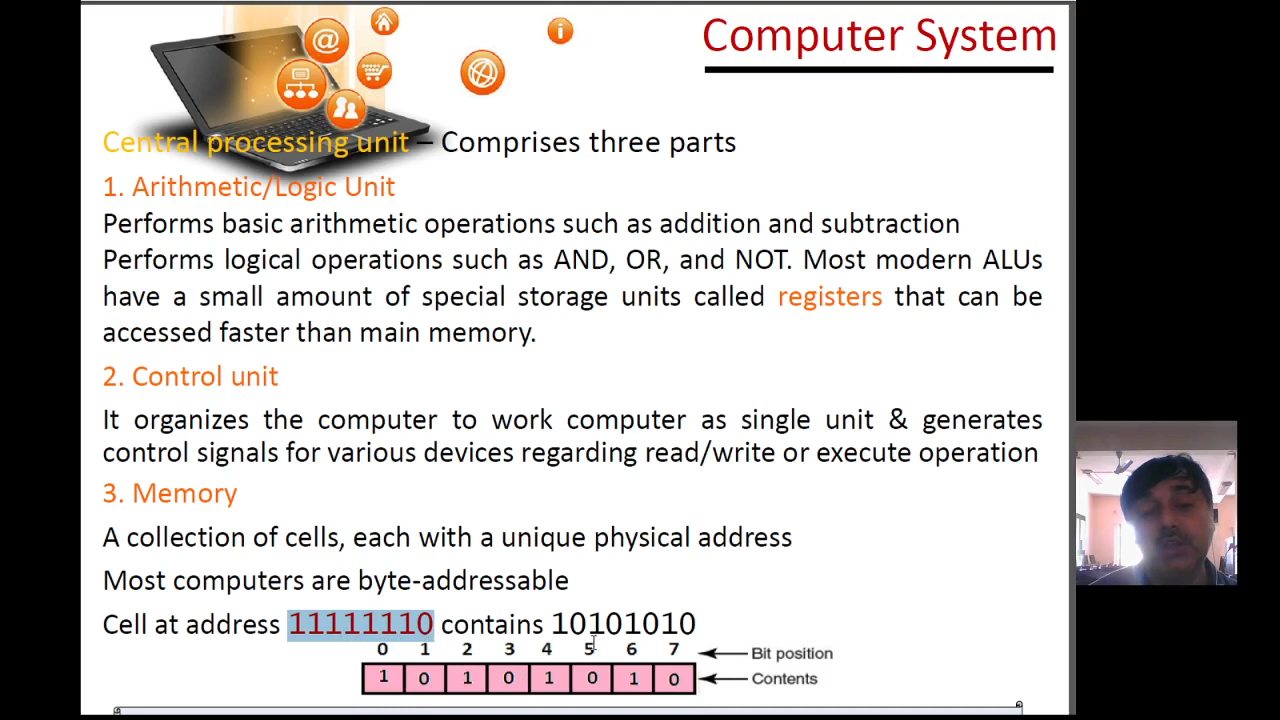 Computer System
Central processing unit – Comprises three parts
1. Arithmetic/Logic Unit
Performs basic arithmetic operations such as addition and subtraction
Performs logical operations such as AND, OR, and NOT. Most modern ALUs
have a small amount of special storage units called registers that can be
accessed faster than main memory.
2. Control unit
It organizes the computer to work computer as single unit & generates
control signals for various devices regarding read/write or execute operation
3. Memory
A collection of cells, each with a unique physical address
Most computers are byte-addressable
Cell at address 11111110 contains 10101010
0 1 2 3 4 5 6 7 Bit position
1 0 1 0 1 0 1 0 Contents